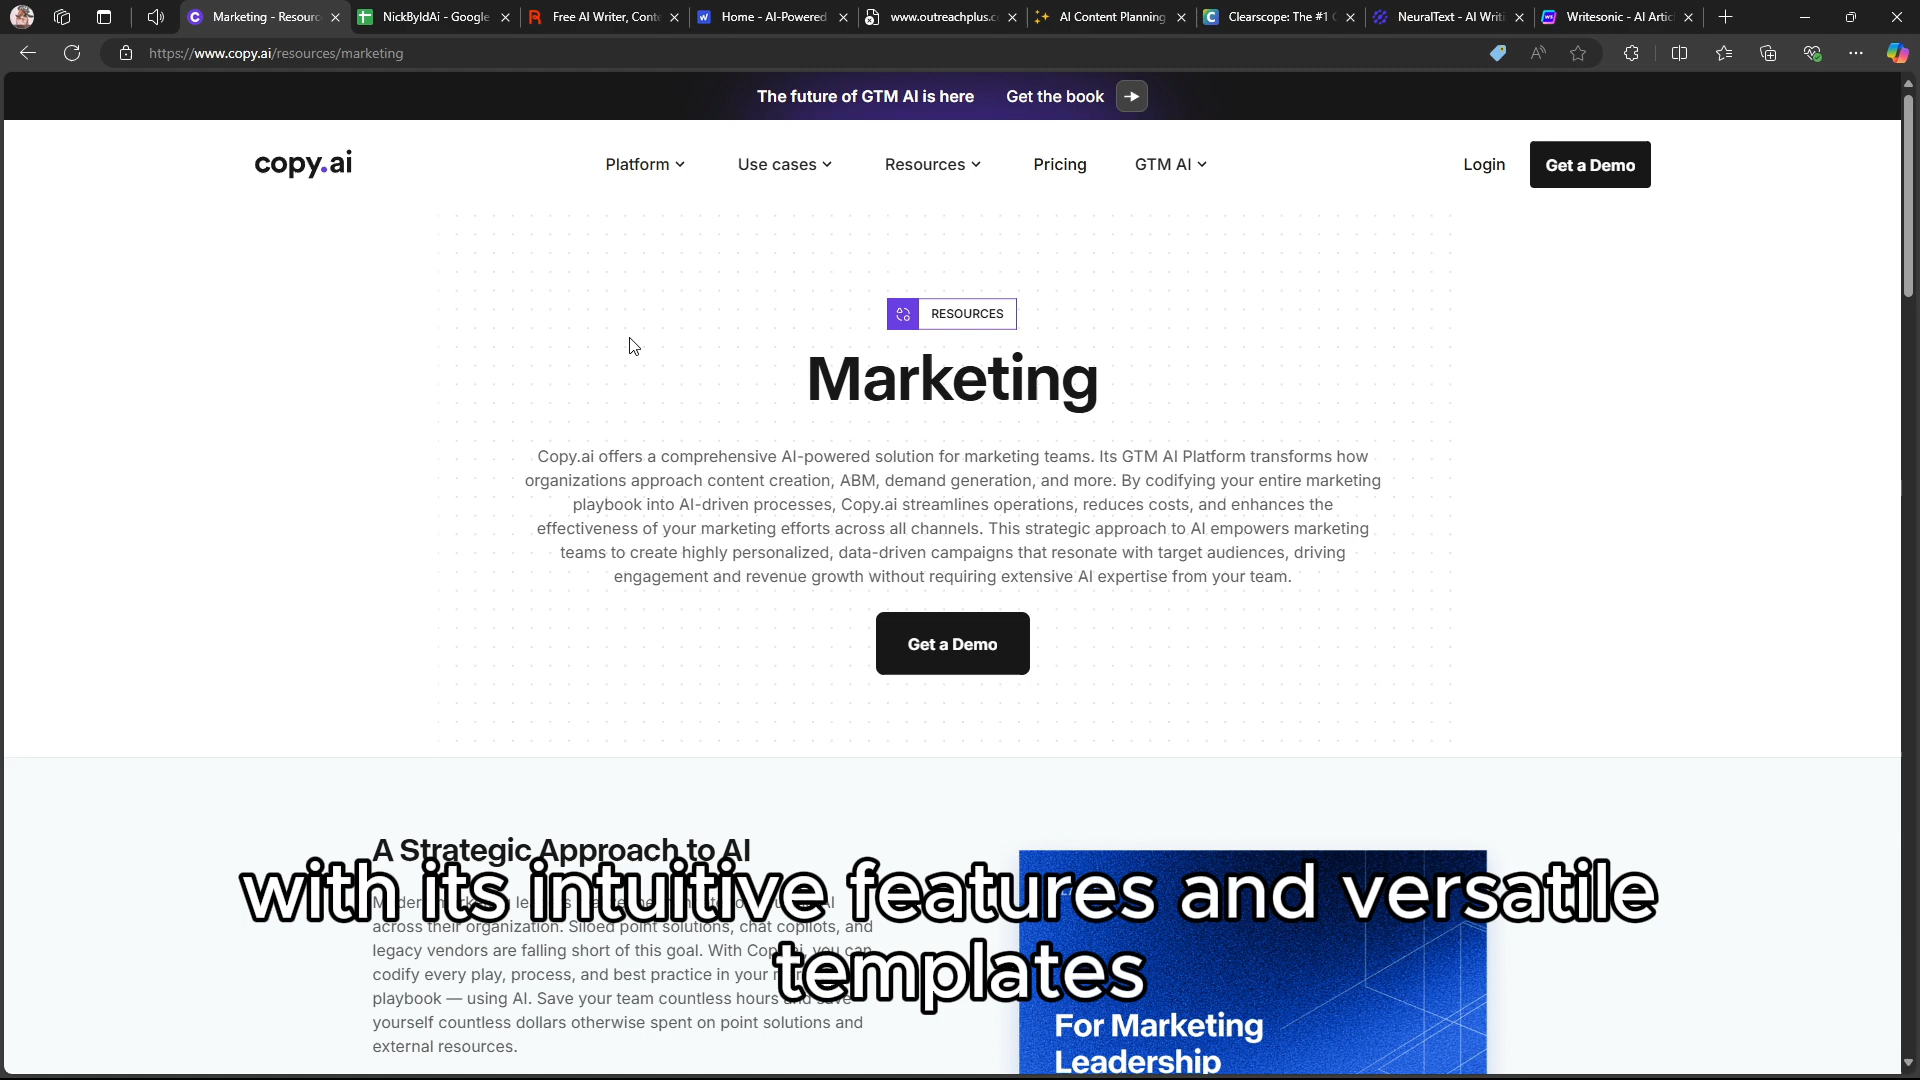 Marketing - Resourc
NickByIdAi - Google
Free AI Writer, Conte
Home - AI-Powered
www.outreachplus.c
AI Content Planning
Clearscope: The #1
NeuralText - AI Writi
Writesonic - AI Artic
https://www.copy.ai/resources/marketing
The future of GTM AI is here Get the book
copy.ai
Platform
Use cases
Resources
Pricing
GTM AI
Login
Get a Demo
RESOURCES
Marketing
Copy.ai offers a comprehensive AI-powered solution for marketing teams. Its GTM AI Platform transforms how
organizations approach content creation, ABM, demand generation, and more. By codifying your entire marketing
playbook into AI-driven processes, Copy.ai streamlines operations, reduces costs, and enhances the
effectiveness of your marketing efforts across all channels. This strategic approach to AI empowers marketing
teams to create highly personalized, data-driven campaigns that resonate with target audiences, driving
engagement and revenue growth without requiring extensive AI expertise from your team.
Get a Demo
A Strategic Approach to AI
with its intuitive features and versatile
templates
across their organization. Siloed point solutions, chat copilots, and
legacy vendors are falling short of this goal. With Copy.ai, you can
codify every play, process, and best practice in your
playbook — using AI. Save your team countless hours and save
yourself countless dollars otherwise spent on point solutions and
external resources.
For Marketing
Leadership